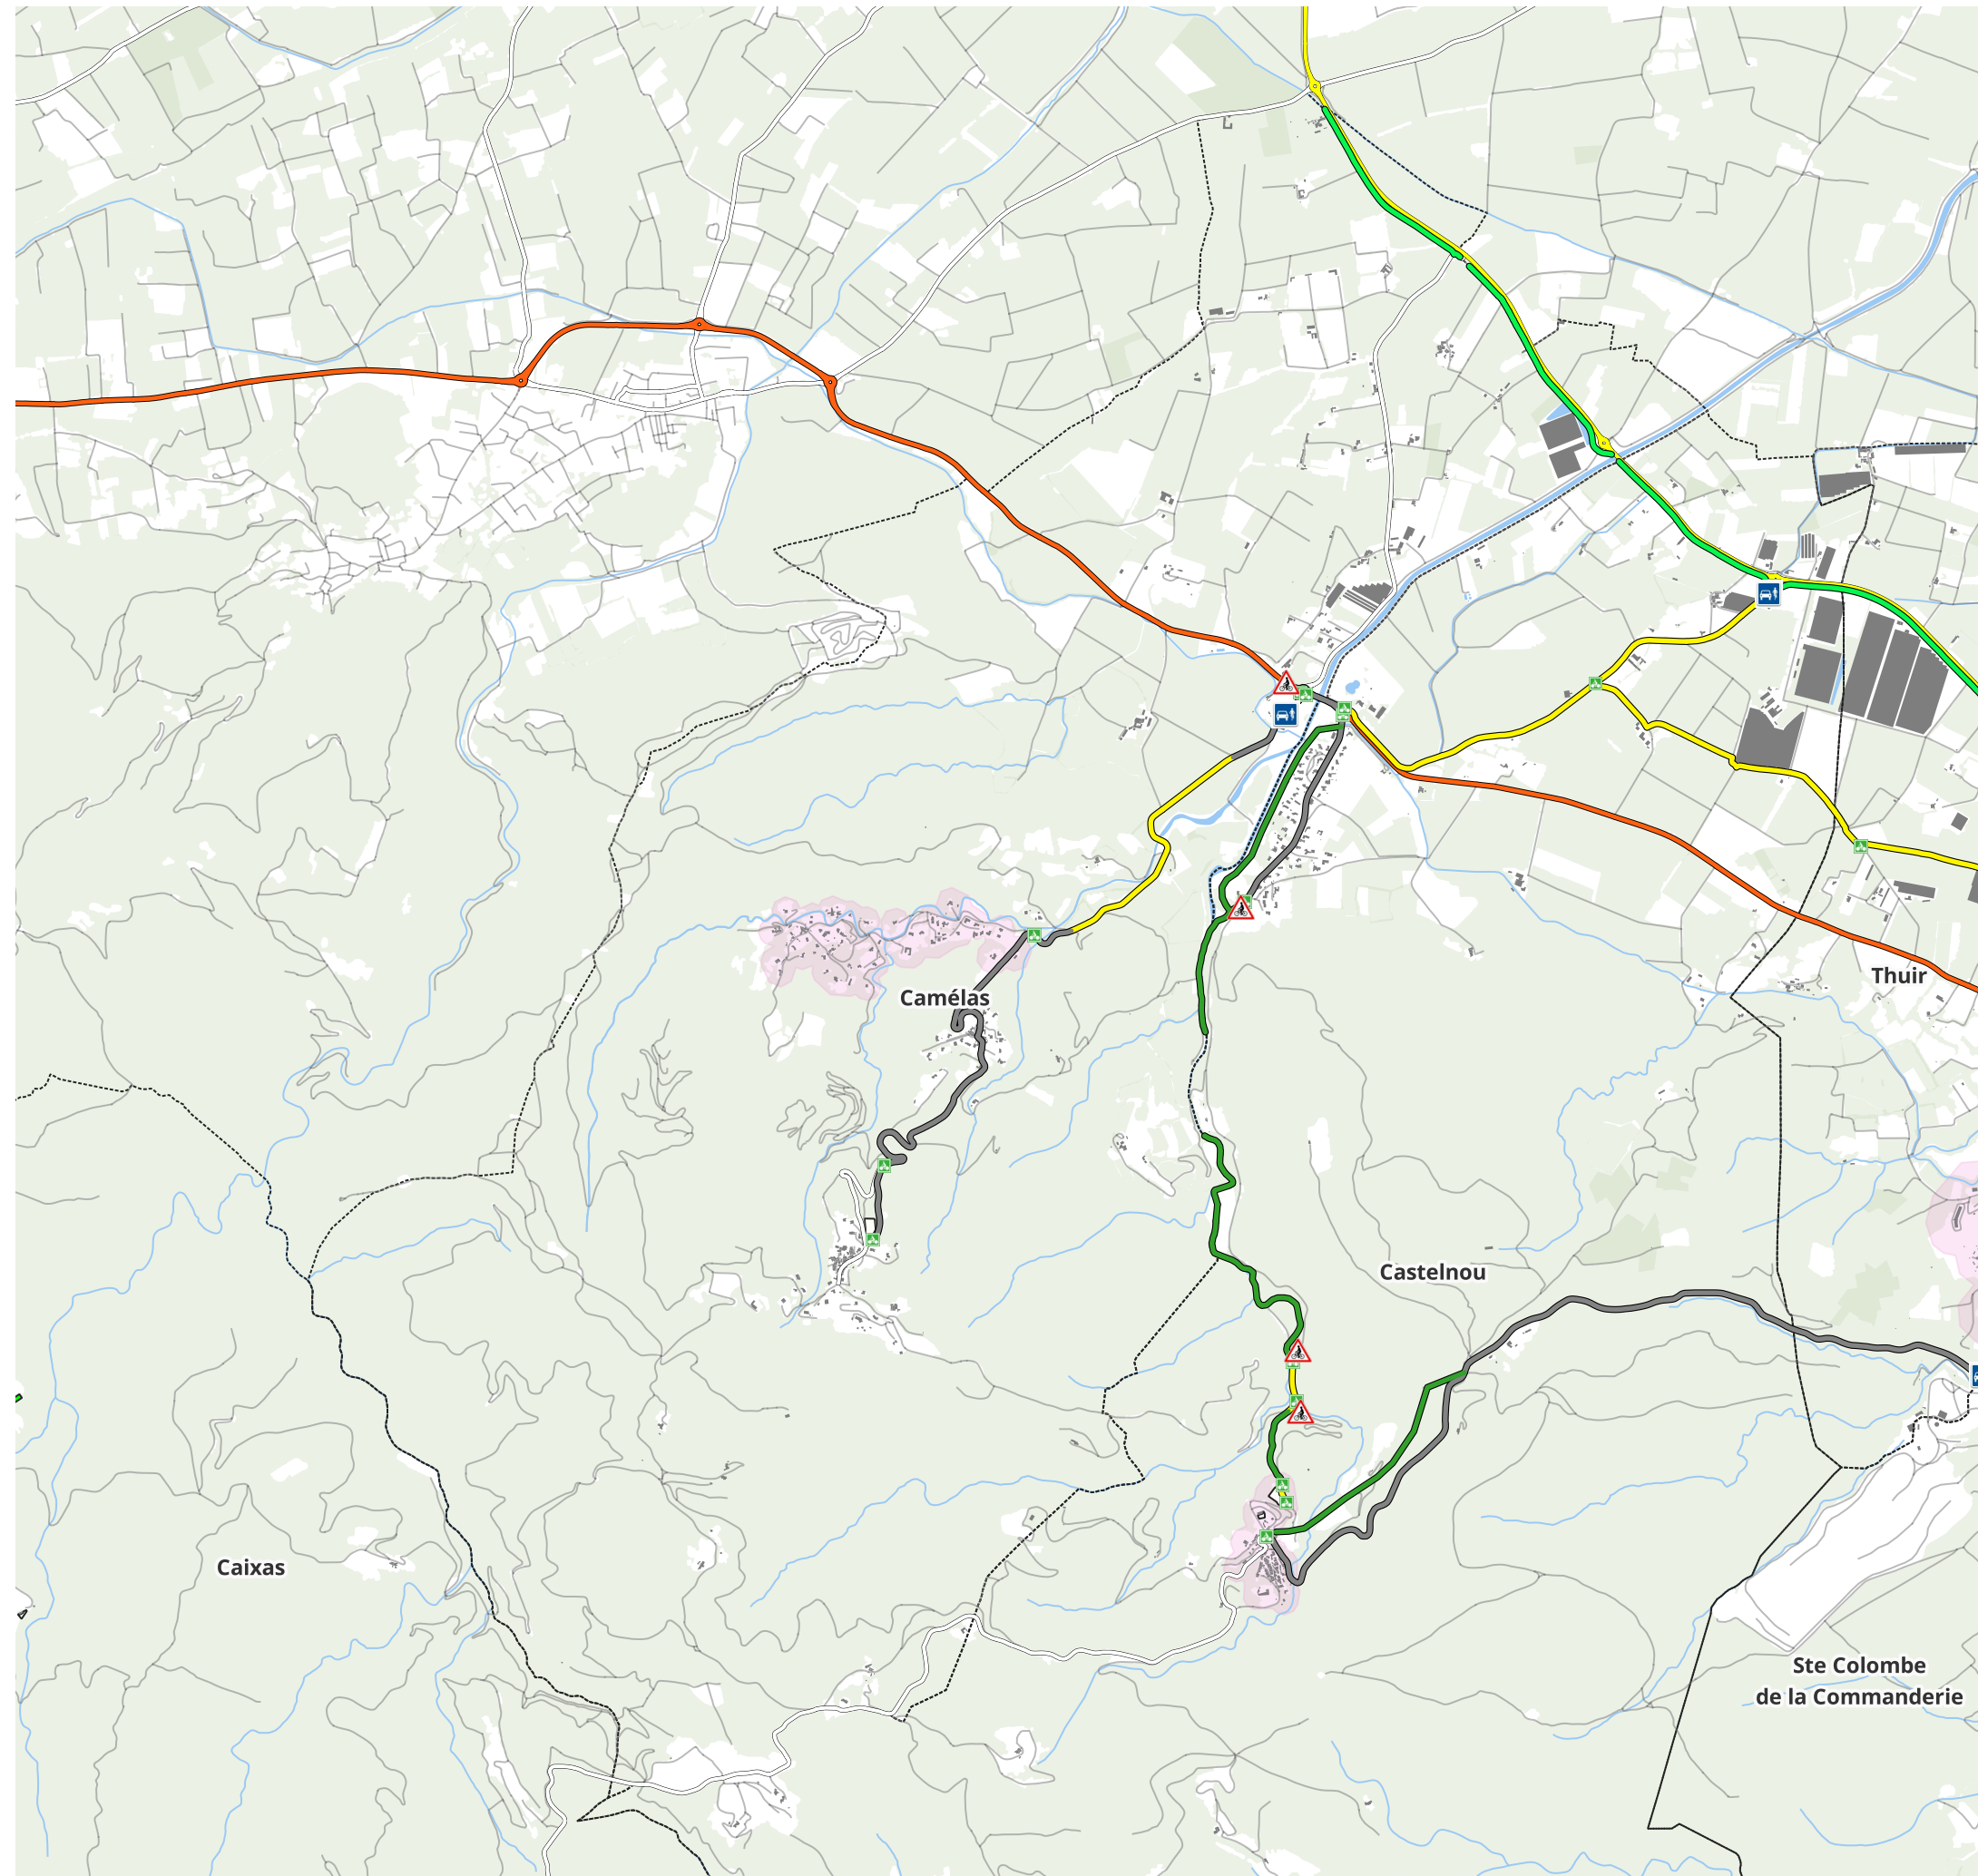 Thuir
Camélas
Castelnou
Caixas
Ste Colombe
de la Commanderie